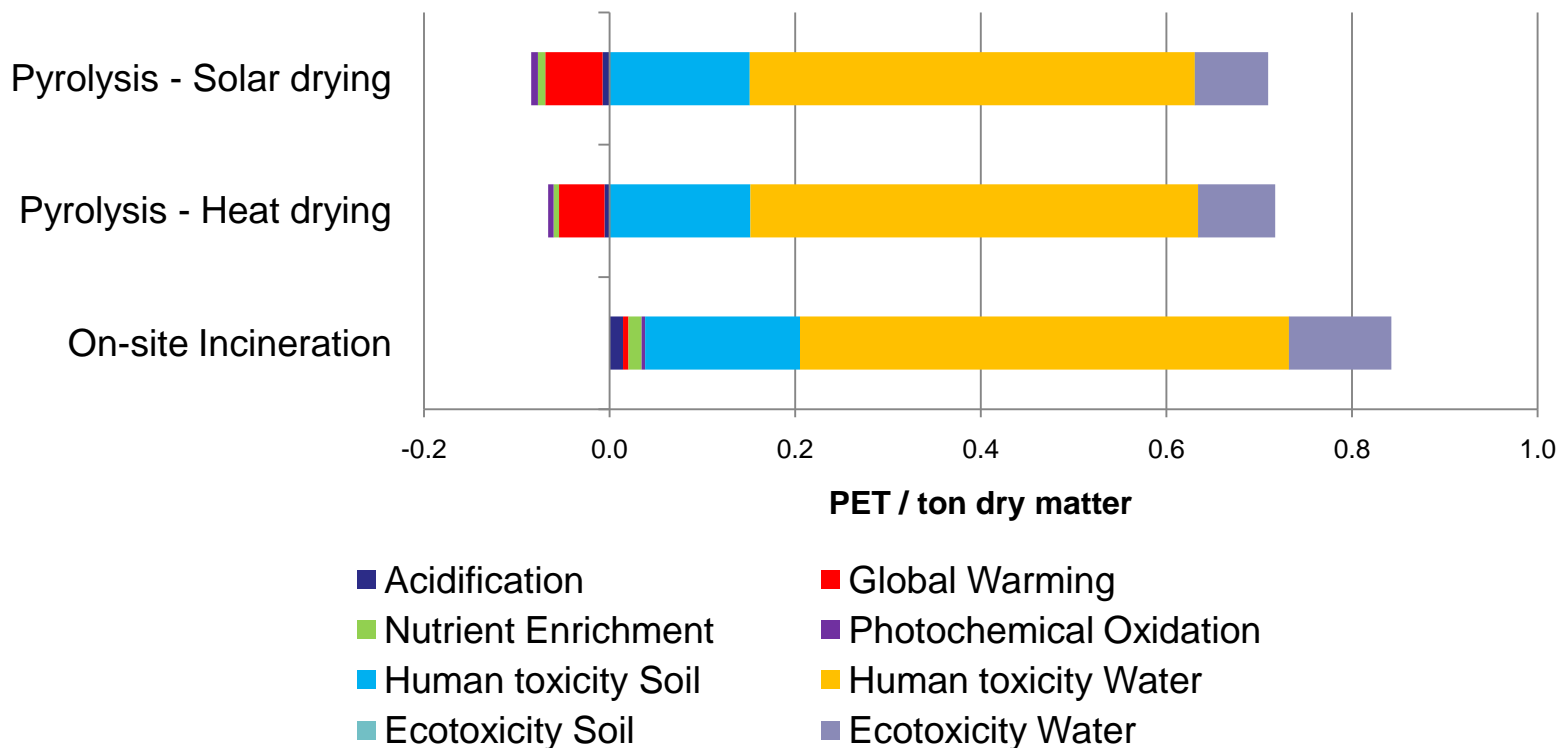 Pyrolysis - Solar drying
Pyrolysis - Heat drying
On-site Incineration
-0.2 0.0 0.2 0.4 0.6 0.8 1.0
PET / ton dry matter
Acidification Global Warming
Nutrient Enrichment Photochemical Oxidation
Human toxicity Soil Human toxicity Water
Ecotoxicity Soil Ecotoxicity Water